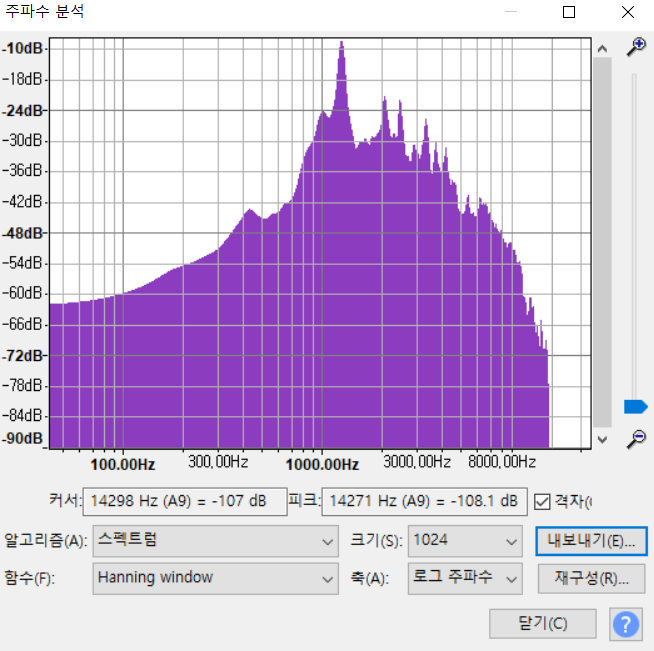 주파수 분석
-10dB
-18dB
-24dB
-30dB
-36dB
-42dB
-48dB
-54dB
-60dB
-66dB
-72dB
-78dB
-84dB
-90dB
100.00Hz 300.00Hz 1000.00Hz 3000.00Hz 8000.00Hz
커서: 14298 Hz (A9) = -107 dB 피크: 14271 Hz (A9) = -108.1 dB 격자(
알고리즘(A): 스펙트럼 크기(S): 1024 내보내기(E)...
함수(F): Hanning window 축(A): 로그 주파수 재구성(R)...
닫기(C) ?